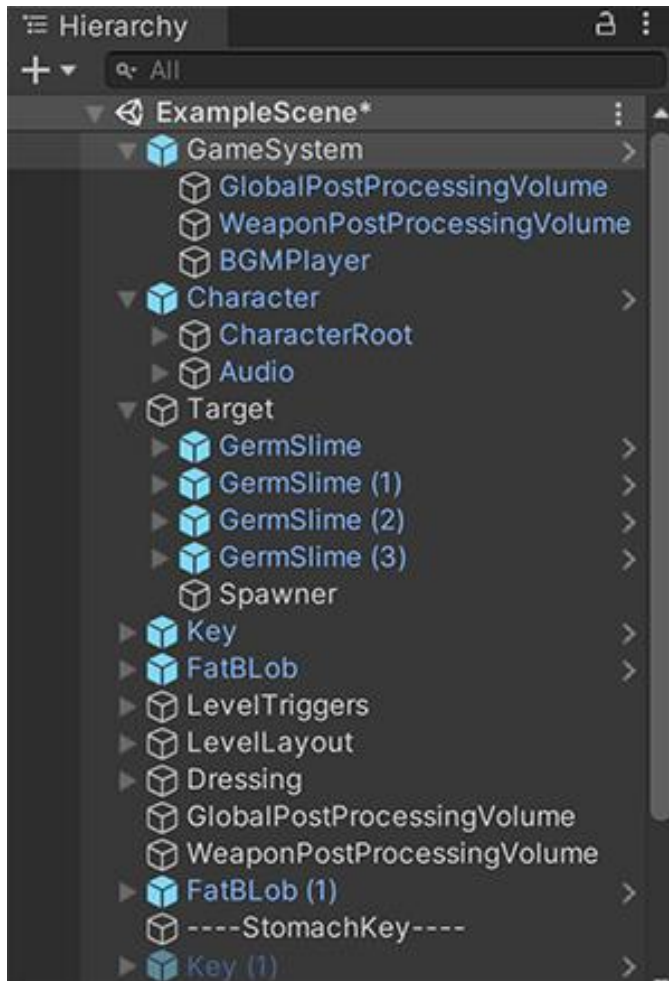 Hierarchy
All
ExampleScene*
GameSystem
GlobalPostProcessingVolume
WeaponPostProcessingVolume
BGMPlayer
Character
CharacterRoot
Audio
Target
GermSlime
GermSlime (1)
GermSlime (2)
GermSlime (3)
Spawner
Key
FatBLob
LevelTriggers
LevelLayout
Dressing
GlobalPostProcessingVolume
WeaponPostProcessingVolume
FatBLob (1)
----StomachKey----
Key (1)